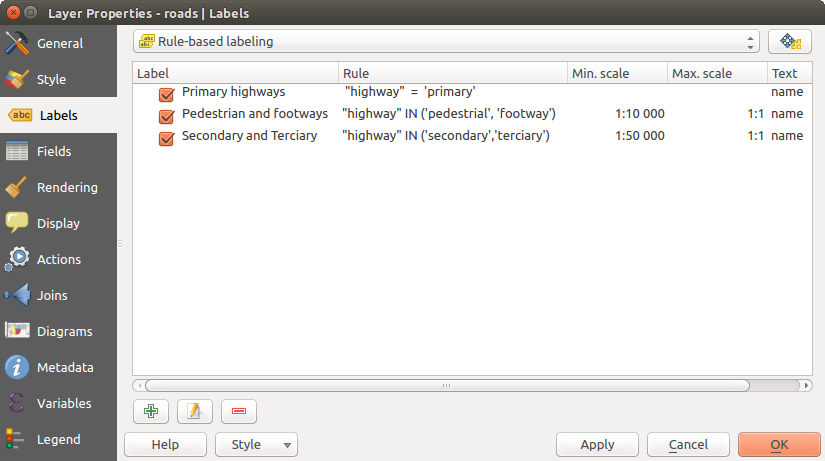 Layer Properties - roads | Labels
General
Style
Labels
Fields
Rendering
Display
Actions
Joins
Diagrams
Metadata
Variables
Legend
abc
abc
abc
Rule-based labeling
Label Rule Min. scale Max. scale Text
Primary highways "highway" = 'primary' name
Pedestrian and footways "highway" IN ('pedestrial', 'footway') 1:10 000 1:1 name
Secondary and Terciary "highway" IN ('secondary','terciary') 1:50 000 1:1 name
Help Style Apply Cancel OK